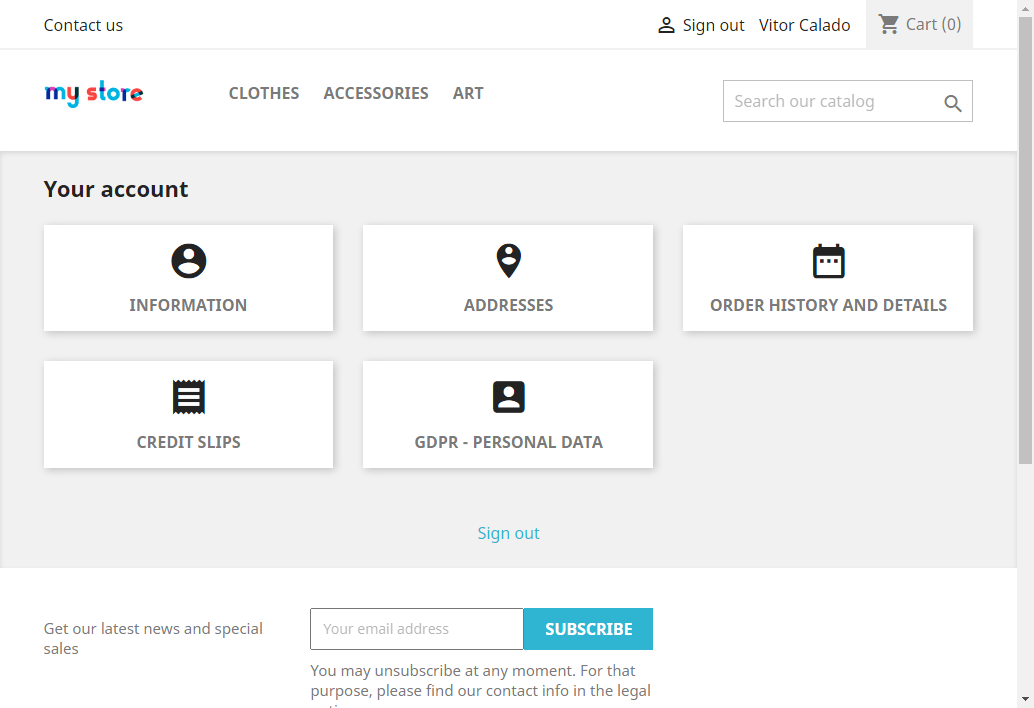 Contact us
Sign out Vitor Calado Cart (0)
my store
CLOTHES ACCESSORIES ART
Search our catalog
Your account
INFORMATION
ADDRESSES
ORDER HISTORY AND DETAILS
CREDIT SLIPS
GDPR - PERSONAL DATA
Sign out
Get our latest news and special
sales
Your email address
SUBSCRIBE
You may unsubscribe at any moment. For that
purpose, please find our contact info in the legal